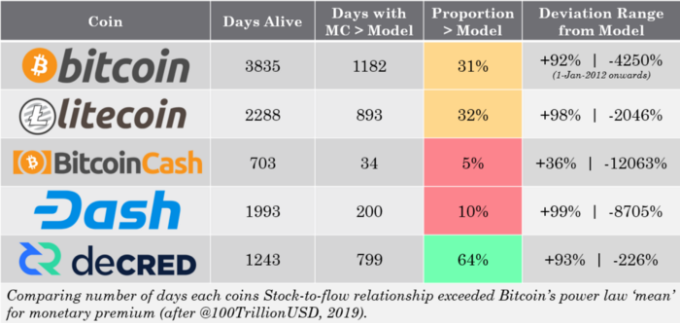 Coin Days Alive Days with MC > Model Proportion > Model Deviation Range from Model
bitcoin 3835 1182 31% +92% | -4250%
(1-Jan-2012 onwards)
litecoin 2288 893 32% +98% | -2046%
BitcoinCash 703 34 5% +36% | -12063%
Dash 1993 200 10% +99% | -8705%
decred 1243 799 64% +93% | -226%
Comparing number of days each coins Stock-to-flow relationship exceeded Bitcoin's power law 'mean'
for monetary premium (after @100TrillionUSD, 2019).